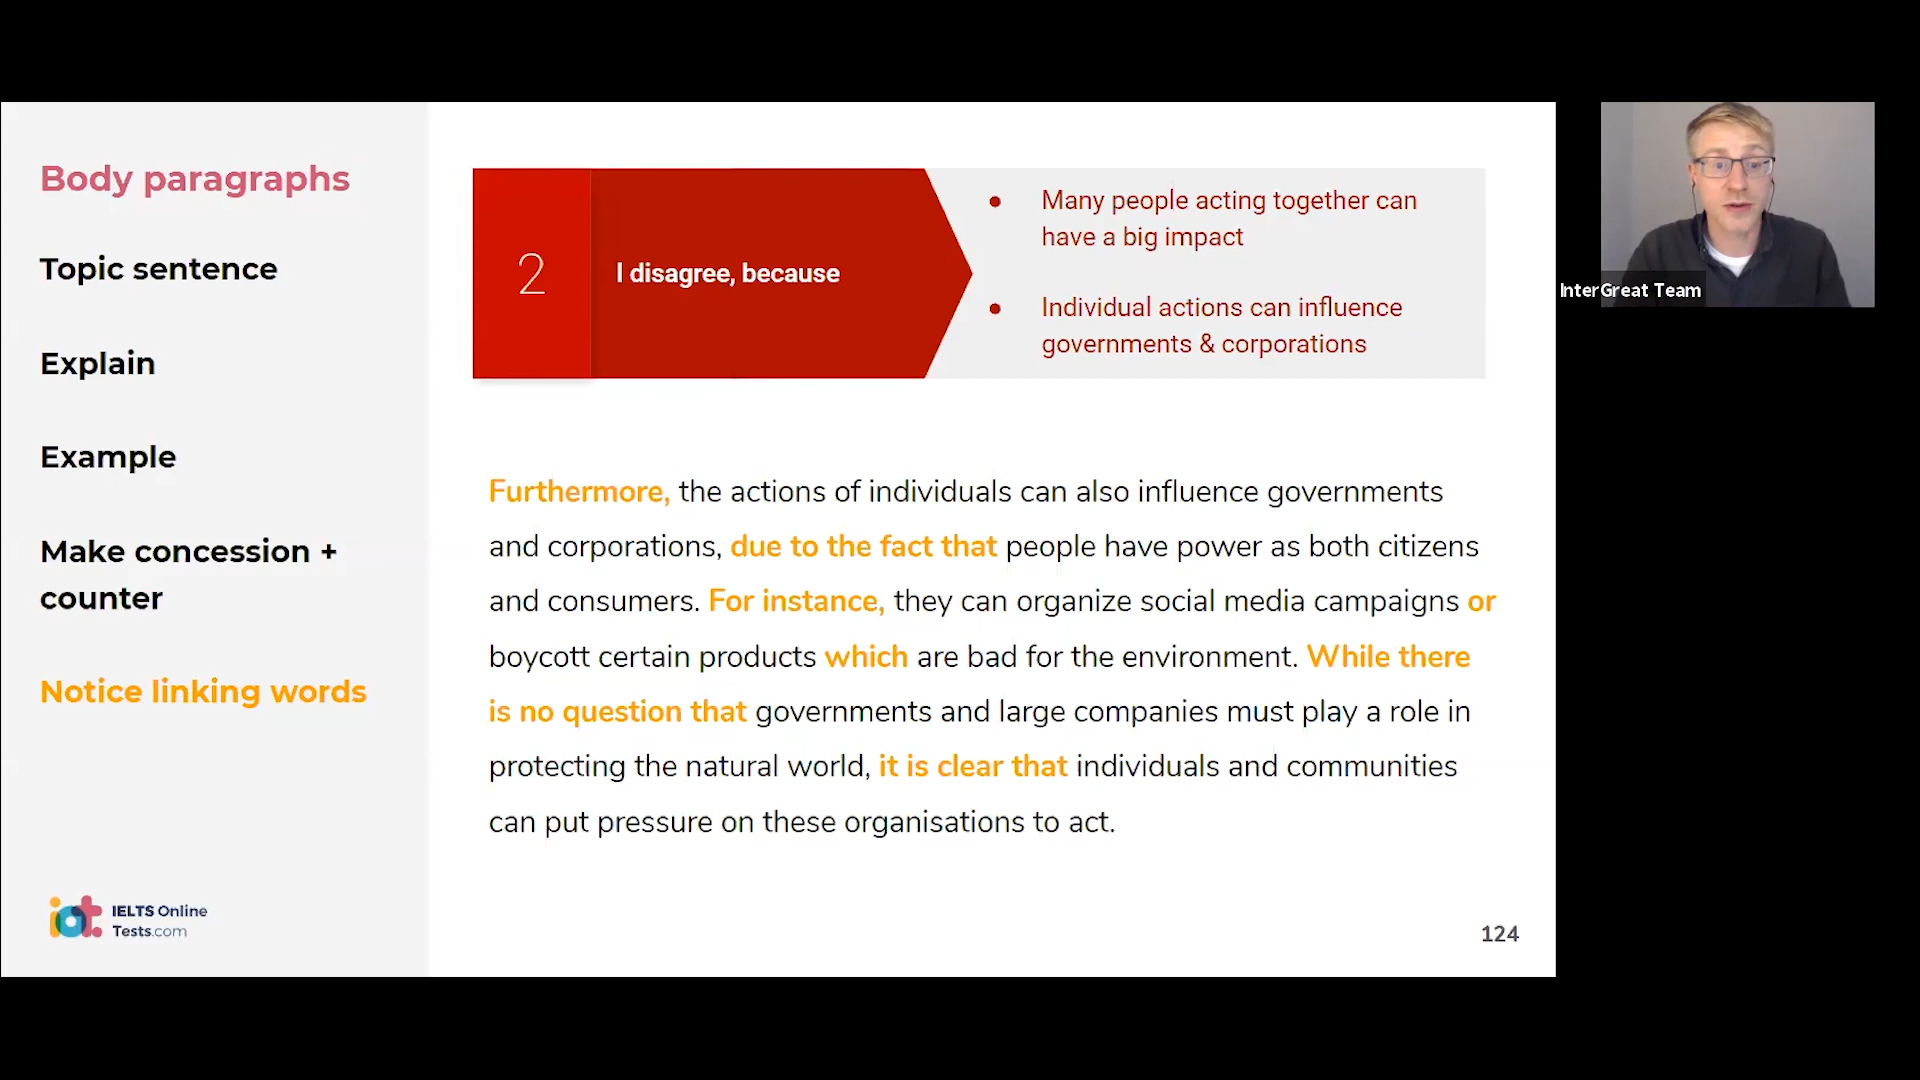 Body paragraphs
Topic sentence
Explain
Example
Make concession +
counter
Notice linking words
IELTS Online
Tests.com
2
I disagree, because
• Many people acting together can
have a big impact
• Individual actions can influence
governments & corporations
Furthermore, the actions of individuals can also influence governments
and corporations, due to the fact that people have power as both citizens
and consumers. For instance, they can organize social media campaigns or
boycott certain products which are bad for the environment. While there
is no question that governments and large companies must play a role in
protecting the natural world, it is clear that individuals and communities
can put pressure on these organisations to act.
124
InterGreat Team
iot